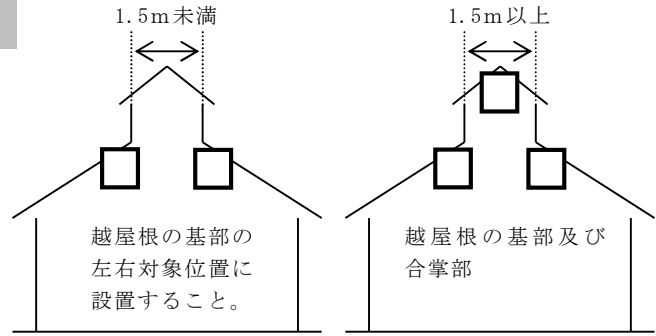 1.5m未満
1.5m以上
越屋根の基部の
左右対象位置に
設置すること。
越屋根の基部及び
合掌部